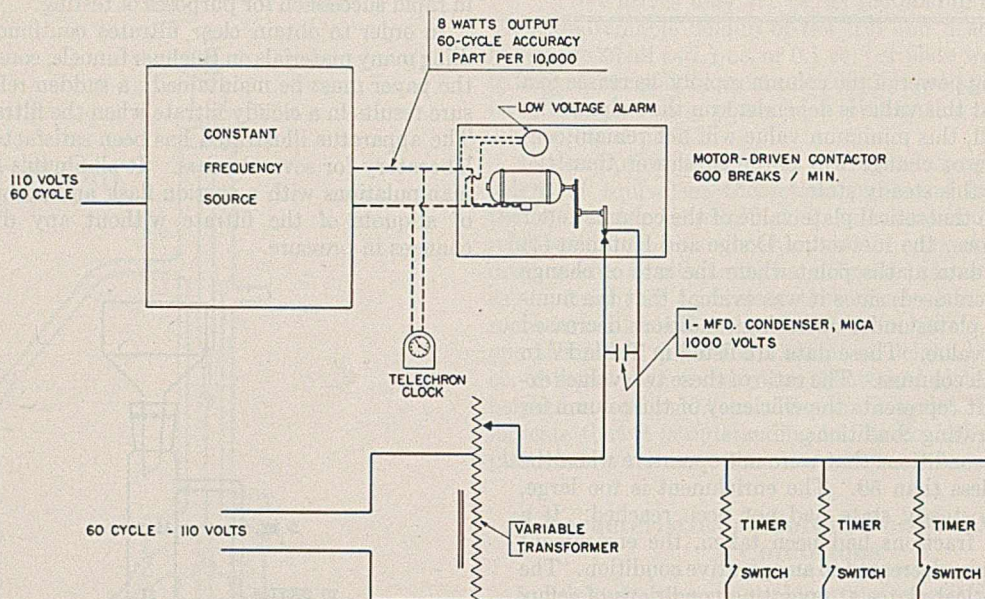 8 WATTS OUTPUT
60-CYCLE ACCURACY
1 PART PER 10,000
LOW VOLTAGE ALARM
CONSTANT
FREQUENCY
SOURCE
110 VOLTS
60 CYCLE
MOTOR-DRIVEN CONTACTOR
600 BREAKS / MIN.
1-MFD. CONDENSER, MICA
1000 VOLTS
TELECHRON
CLOCK
60 CYCLE - 110 VOLTS
VARIABLE
TRANSFORMER
TIMER TIMER TIMER
SWITCH SWITCH SWITCH